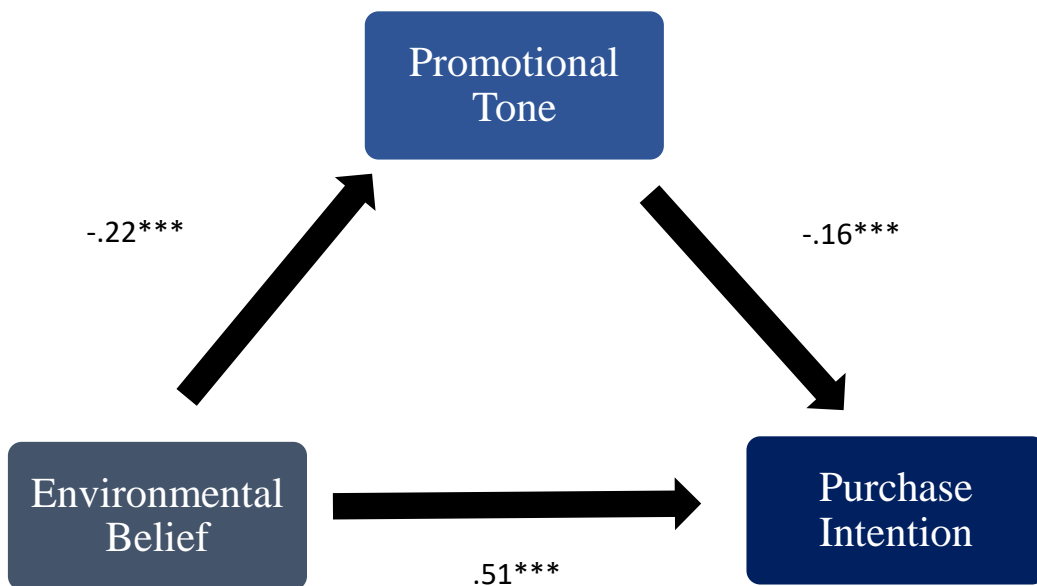 Promotional
Tone
-.22***
-.16***
Environmental
Belief
Purchase
Intention
.51***